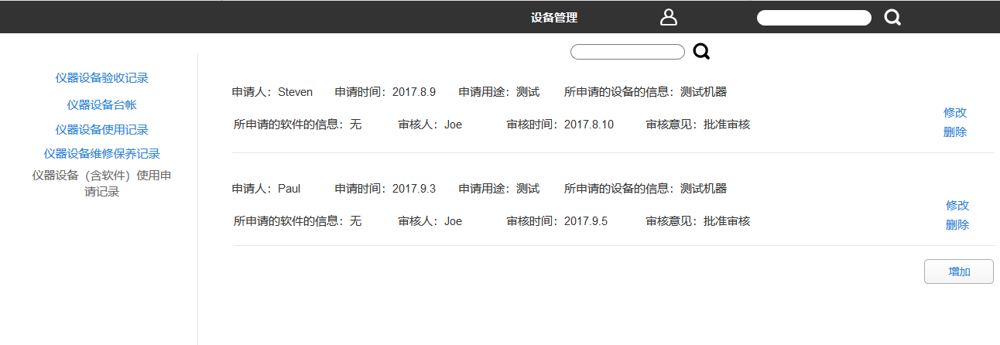 设备管理
仪器设备验收记录
仪器设备台帐
仪器设备使用记录
仪器设备维修保养记录
仪器设备（含软件）使用申
请记录
申请人：Steven 申请时间：2017.8.9 申请用途：测试 所申请的设备的信息：测试机器
所申请的软件的信息：无 审核人：Joe 审核时间：2017.8.10 审核意见：批准审核
修改
删除
申请人：Paul 申请时间：2017.9.3 申请用途：测试 所申请的设备的信息：测试机器
所申请的软件的信息：无 审核人：Joe 审核时间：2017.9.5 审核意见：批准审核
修改
删除
增加